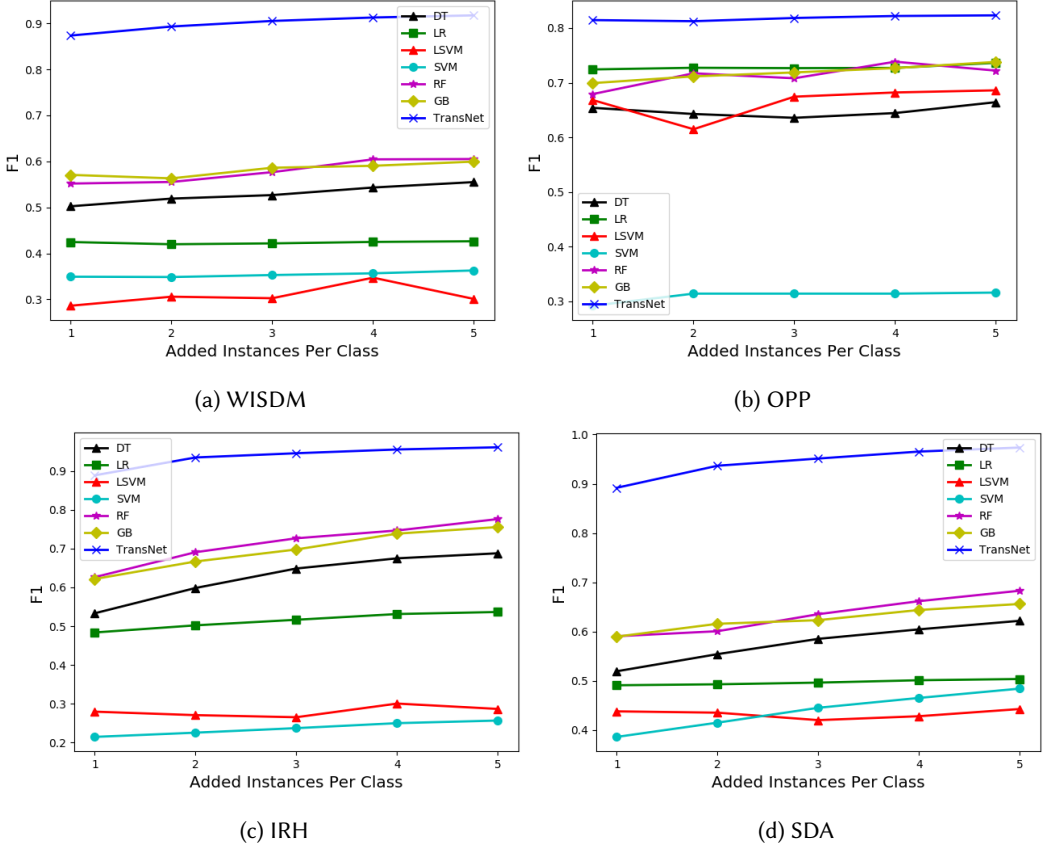 0.9
0.8
0.7
0.6
0.5
0.4
0.3
F1
DT
LR
LSVM
SVM
RF
GB
TransNet
1 2 3 4 5
Added Instances Per Class
(a) WISDM
0.8
0.7
0.6
0.5
0.4
0.3
F1
DT
LR
LSVM
SVM
RF
GB
TransNet
1 2 3 4 5
Added Instances Per Class
(b) OPP
0.9
0.8
0.7
0.6
0.5
0.4
0.3
0.2
F1
DT
LR
LSVM
SVM
RF
GB
TransNet
1 2 3 4 5
Added Instances Per Class
(c) IRH
1.0
0.9
0.8
0.7
0.6
0.5
0.4
F1
DT
LR
LSVM
SVM
RF
GB
TransNet
1 2 3 4 5
Added Instances Per Class
(d) SDA